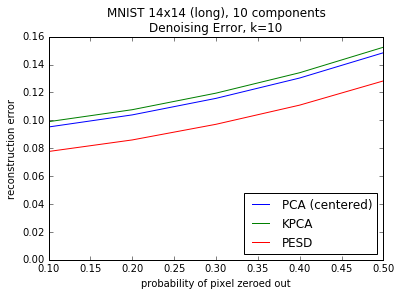 MNIST 14x14 (long), 10 components
Denoising Error, k=10
0.16
0.14
0.12
0.10
0.08
0.06
0.04
0.02
0.00
reconstruction error
PCA (centered)
KPCA
PESD
0.10 0.15 0.20 0.25 0.30 0.35 0.40 0.45 0.50
probability of pixel zeroed out